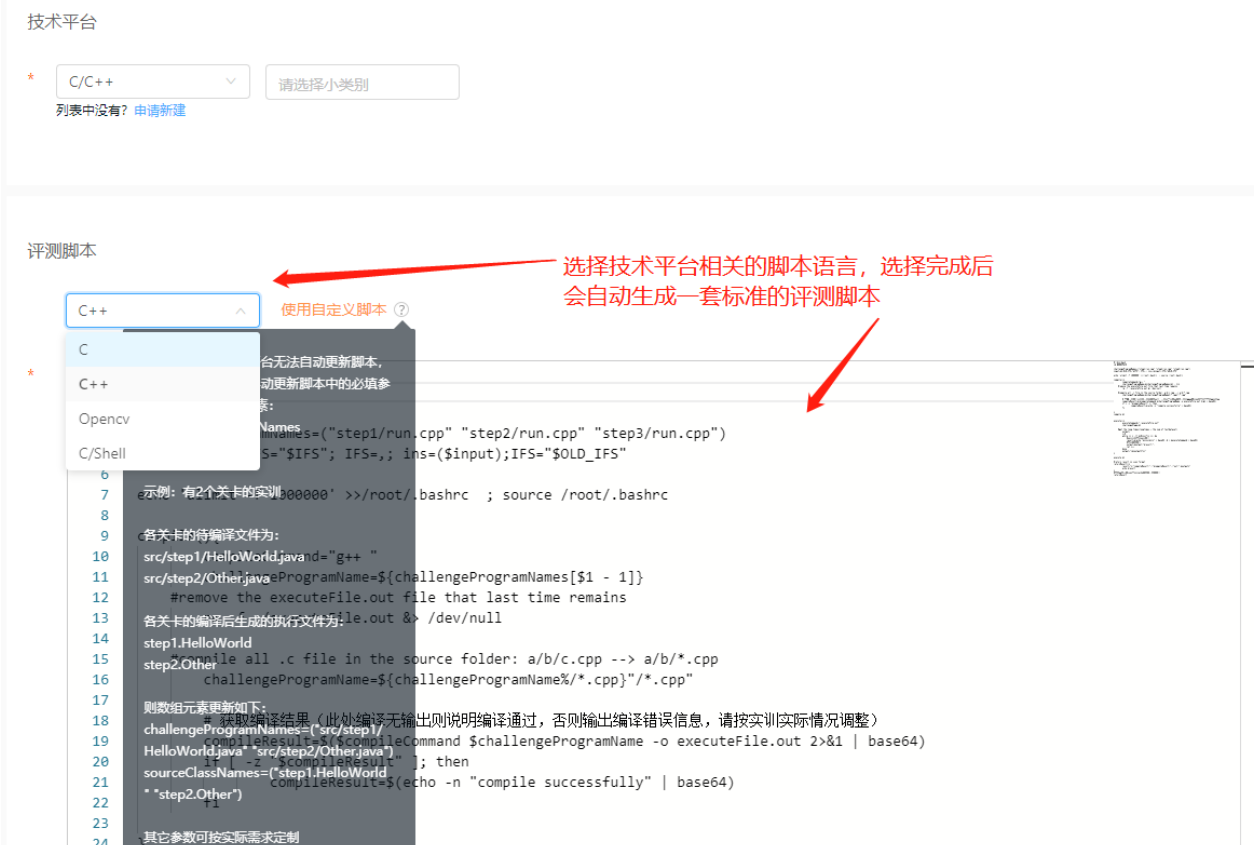 技术平台
*
C/C++
请选择小类别
列表中没有? 申请新建
评测脚本
选择技术平台相关的脚本语言，选择完成后
会自动生成一套标准的评测脚本
C++
使用自定义脚本 ?
C
C++
Opencv
C/Shell
*
台无法自动更新脚本，
动更新脚本中的必填参
Names
Names=("step1/run.cpp" "step2/run.cpp" "step3/run.cpp")
S="$IFS"; IFS=,; ins=($input);IFS="$OLD_IFS"
6
示例：有2个关卡的实训
7 000000' >>/root/.bashrc ; source /root/.bashrc
8
各关卡的待编译文件为：
9
src/step1/HelloWorld.java
10 mand="g++ "
src/step2/Other.java
11 challengeProgramName=${challengeProgramNames[$1 - 1]}
12 #remove the executeFile.out file that last time remains
各关卡的编译后生成的执行文件为：
13 executeFile.out &> /dev/null
14
step1.HelloWorld
step2.Other
15 #compile all .c file in the source folder: a/b/c.cpp --> a/b/*.cpp
16 challengeProgramName=${challengeProgramName%/*.cpp}"/*.cpp"
17
则数组元素更新如下：
18 # 获取编译结果（此处编译无输出则说明编译通过，否则输出编译错误信息，请按实训实际情况调整）
challengeProgramNames=("src/step1/
HelloWorld.java" "src/step2/Other.java")
19 compileResult=$($compileCommand $challengeProgramName -o executeFile.out 2>&1 | base64)
20 if [ -z "$compileResult" ]; then
sourceClassNames=("step1.HelloWorld
" "step2.Other")
21 compileResult=$(echo -n "compile successfully" | base64)
22 fi
23
其它参数可按实际需求定制
24